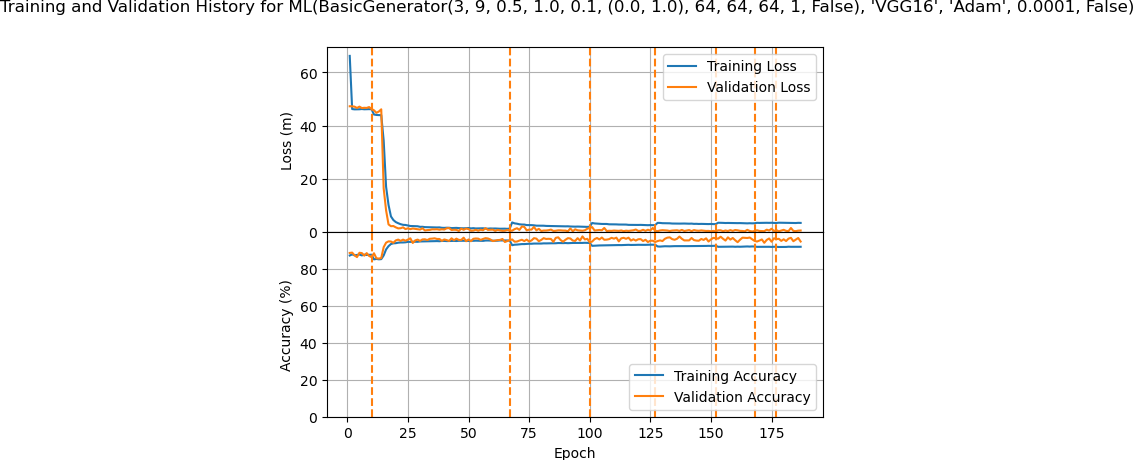 Training and Validation History for ML(BasicGenerator(3, 9, 0.5, 1.0, 0.1, (0.0, 1.0), 64, 64, 64, 1, False), 'VGG16', 'Adam', 0.0001, False)
Training Loss
Validation Loss
Loss (m)
60
40
20
0
Accuracy (%)
80
60
40
20
0
Training Accuracy
Validation Accuracy
0 25 50 75 100 125 150 175
Epoch